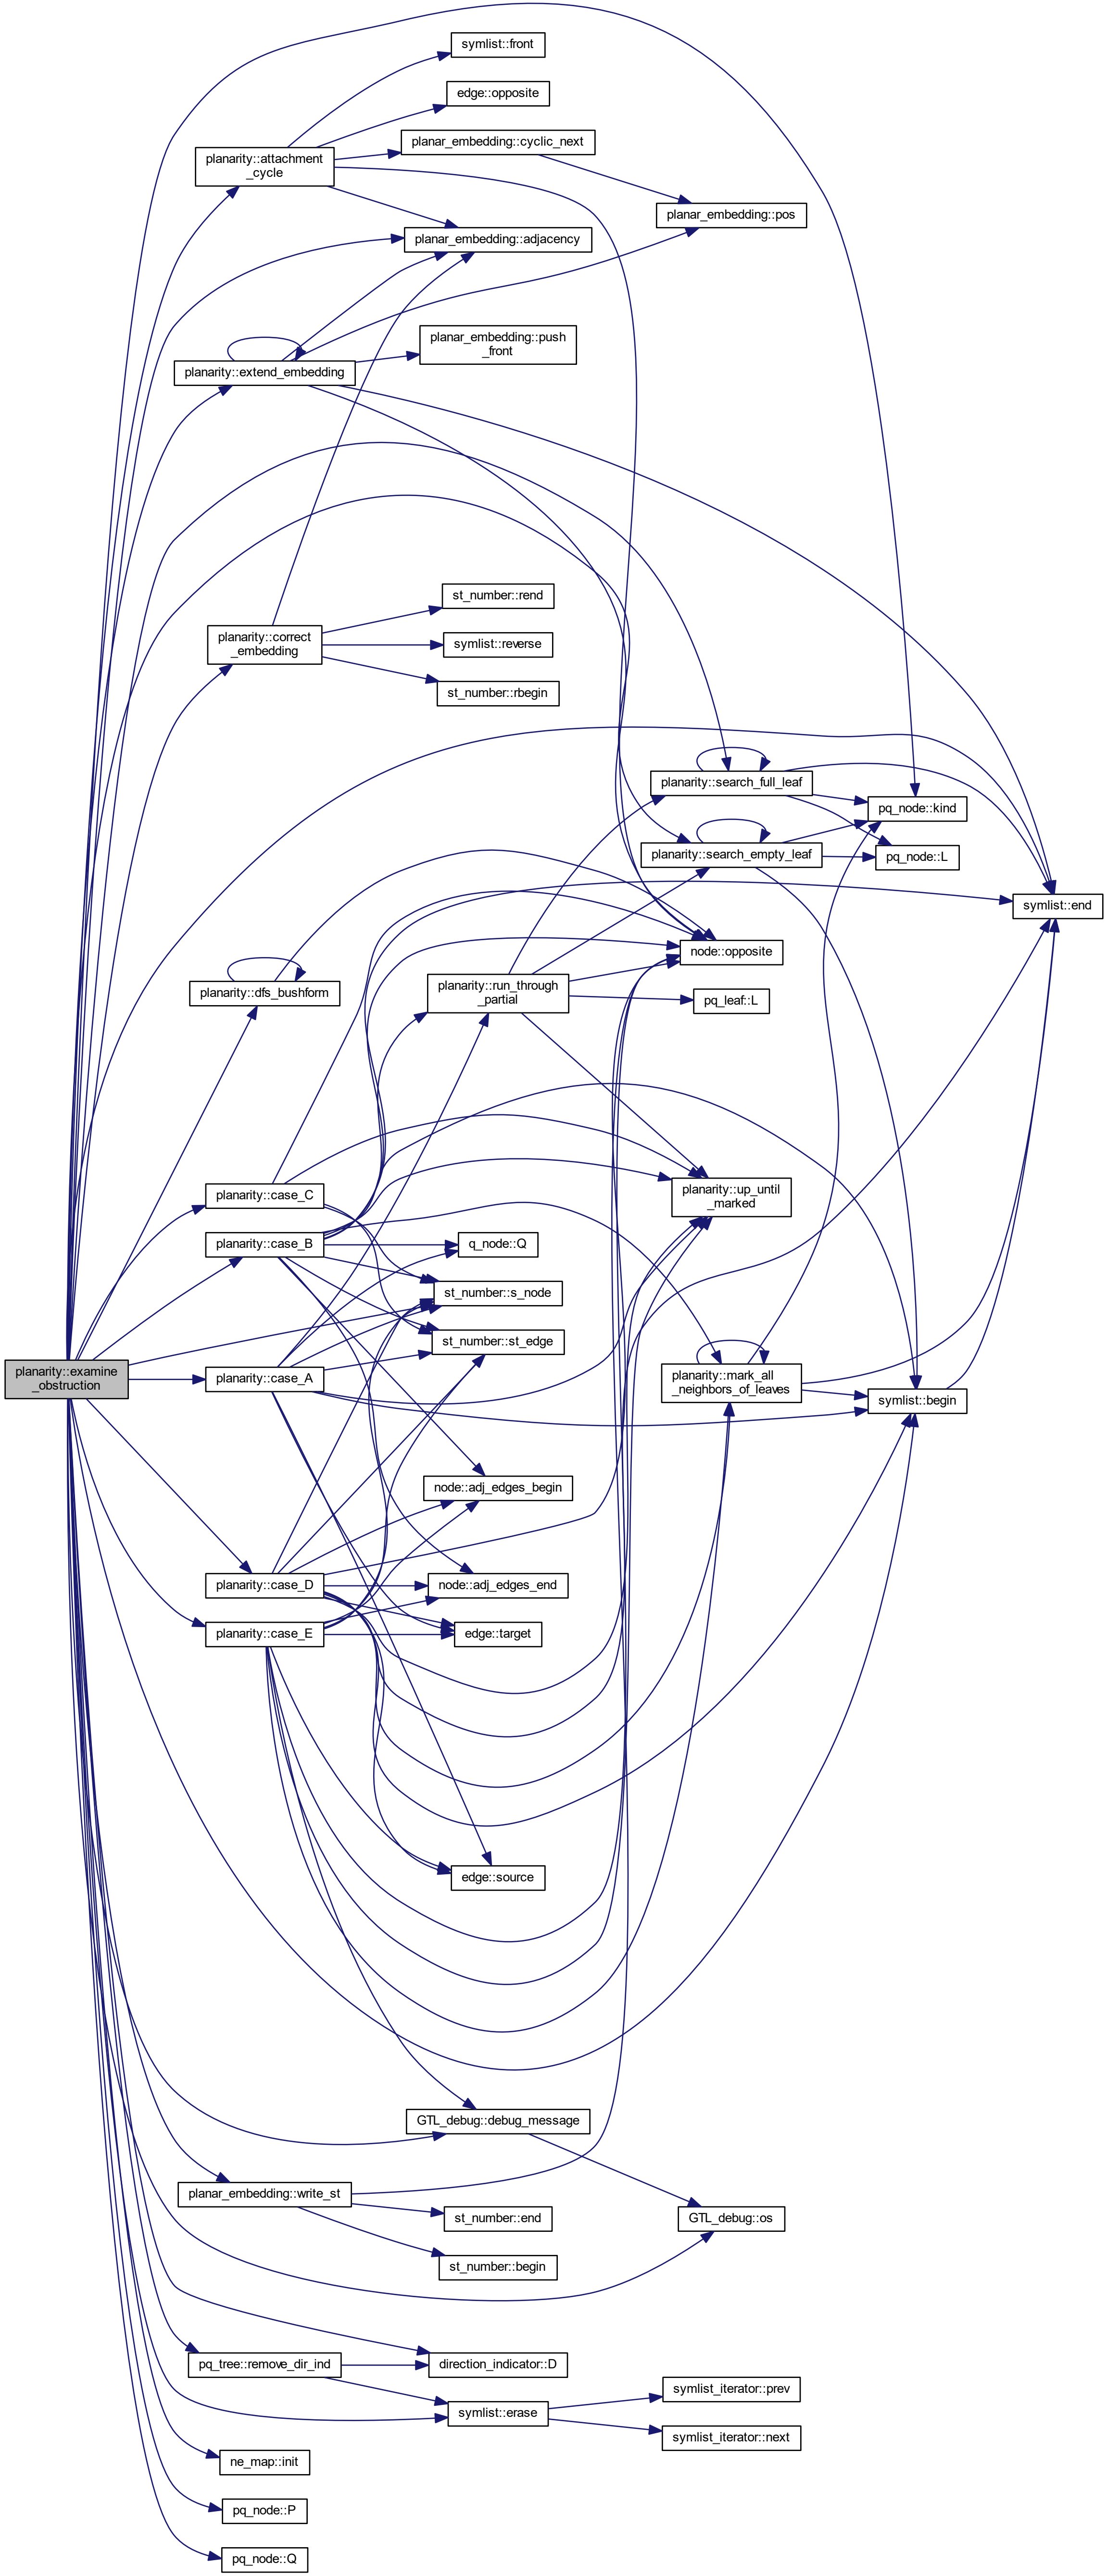 symlist::front
edge::opposite
planar_embedding::cyclic_next
planarity::attachment
_cycle
planar_embedding::pos
planar_embedding::adjacency
planar_embedding::push
_front
planarity::extend_embedding
st_number::rend
planarity::correct
_embedding
symlist::reverse
st_number::rbegin
planarity::search_full_leaf
pq_node::kind
planarity::search_empty_leaf
pq_node::L
symlist::end
node::opposite
planarity::dfs_bushform
planarity::run_through
_partial
pq_leaf::L
planarity::case_C
planarity::up_until
_marked
planarity::case_B
q_node::Q
st_number::s_node
st_number::st_edge
planarity::examine
_obstruction
planarity::case_A
planarity::mark_all
_neighbors_of_leaves
symlist::begin
node::adj_edges_begin
planarity::case_D
node::adj_edges_end
planarity::case_E
edge::target
edge::source
GTL_debug::debug_message
planar_embedding::write_st
st_number::end
GTL_debug::os
st_number::begin
pq_tree::remove_dir_ind
direction_indicator::D
symlist_iterator::prev
symlist::erase
symlist_iterator::next
ne_map::init
pq_node::P
pq_node::Q